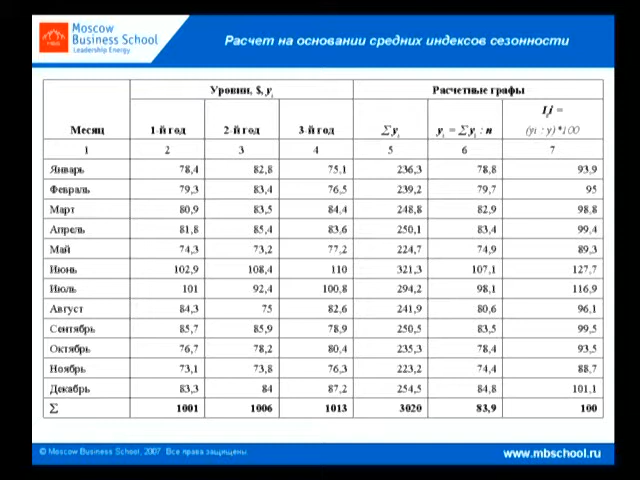 Moscow
Business School
Leadership Energy
Расчет на основании средних индексов сезонности
Уровни, $, yi Расчетные графы
Месяц 1-й год 2-й год 3-й год ∑yi yi = ∑yi : n Iji = (yi : y)*100
1 2 3 4 5 6 7
Январь 78,4 82,8 75,1 236,3 78,8 93,9
Февраль 79,3 83,4 76,5 239,2 79,7 95
Март 80,9 83,5 84,4 248,8 82,9 98,8
Апрель 81,8 85,4 83,6 250,1 83,4 99,4
Май 74,3 73,2 77,2 224,7 74,9 89,3
Июнь 102,9 108,4 110 321,3 107,1 127,7
Июль 101 92,4 100,8 294,2 98,1 116,9
Август 84,3 75 82,6 241,9 80,6 96,1
Сентябрь 85,7 85,9 78,9 250,5 83,5 99,5
Октябрь 76,7 78,2 80,4 235,3 78,4 93,5
Ноябрь 73,1 73,8 76,3 223,2 74,4 88,7
Декабрь 83,3 84 87,2 254,5 84,8 101,1
∑ 1001 1006 1013 3020 83,9 100
© Moscow Business School, 2007. Все права защищены.
www.mbschool.ru